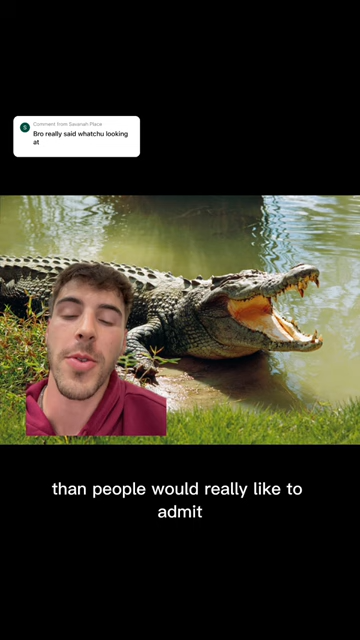 S
Comment from Savanah Place
Bro really said whatchu looking
at
than people would really like to
admit